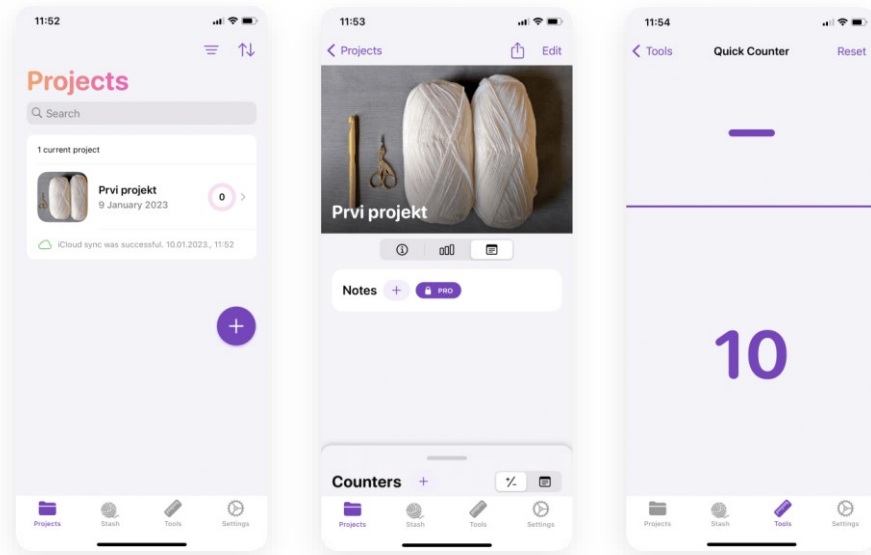 11:52
Projects
Search
1 current project
Prvi projekt
9 January 2023
0
iCloud sync was successful. 10.01.2023., 11:52
+
Projects
Stash
Tools
Settings
11:53
Projects
Edit
Prvi projekt
Notes + PRO
Counters +
Projects
Stash
Tools
Settings
11:54
Tools
Quick Counter
Reset
10
Projects
Stash
Tools
Settings